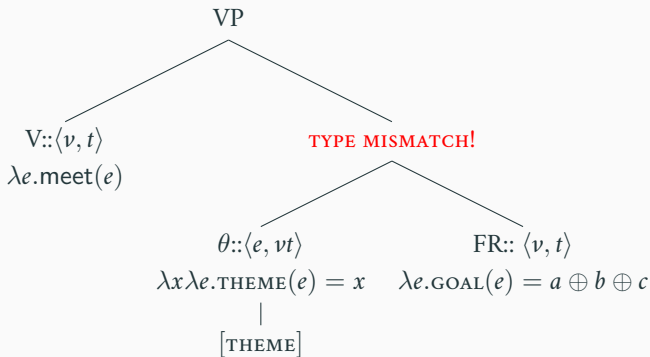 VP
V::⟨v, t⟩ TYPE MISMATCH!
λe.meet(e)
θ::⟨e, vt⟩ FR:: ⟨v, t⟩
λxλe.THEME(e) = x λe.GOAL(e) = a ⊕ b ⊕ c
[THEME]